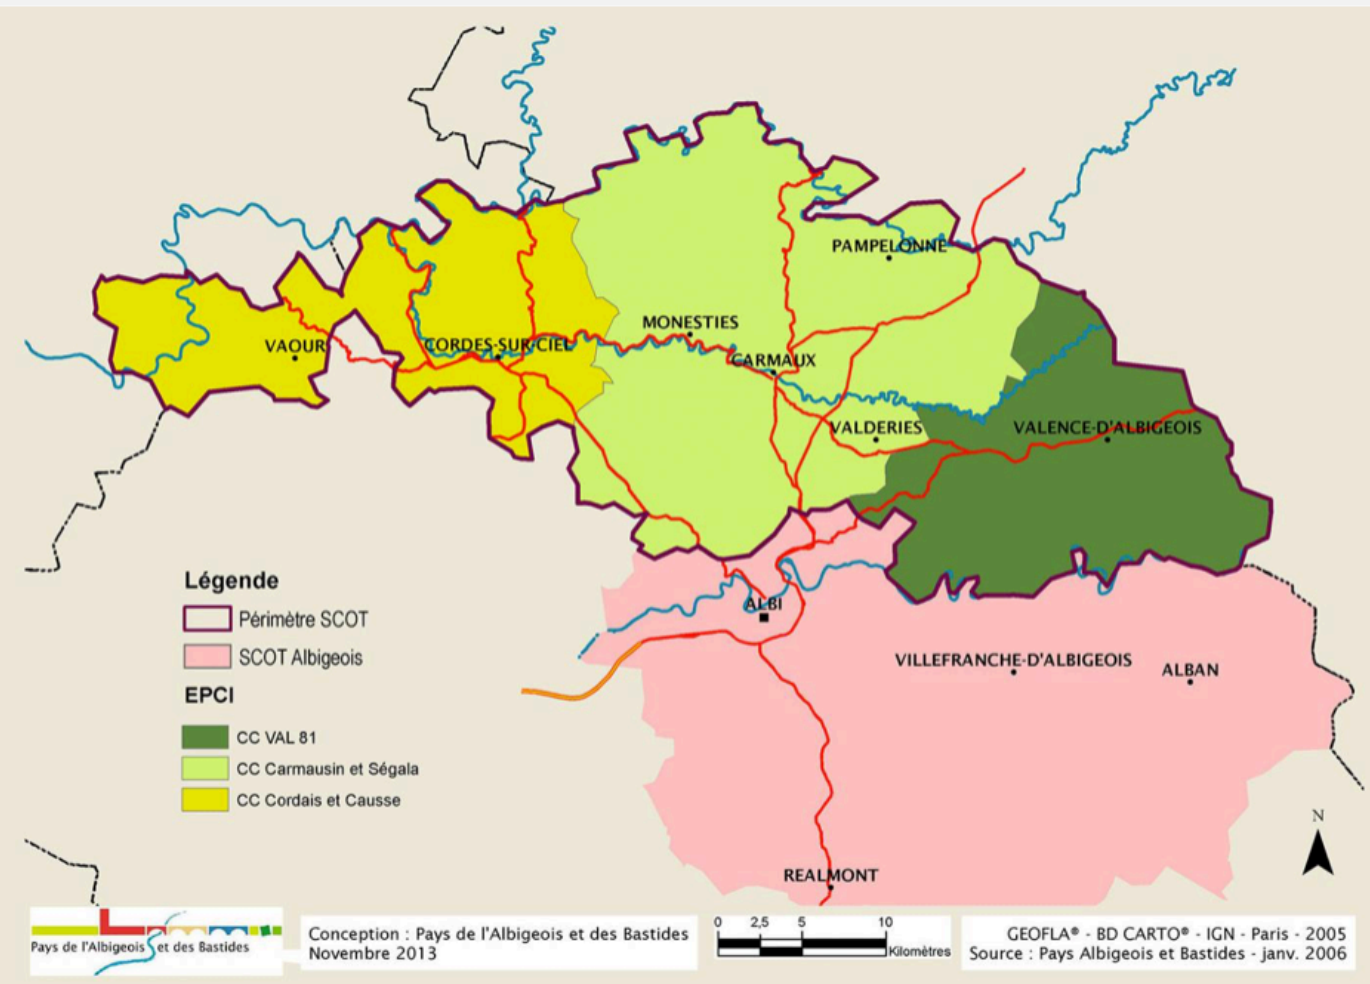 PAMPELONNE
MONESTIES
VAOUR
CORDES-SUR-CIEL
CARMAUX
VALDERIES
VALENCE-D'ALBIGEOIS
Légende
Périmètre SCOT
SCOT Albigeois
EPCI
CC VAL 81
CC Carmausin et Ségala
CC Cordais et Causse
ALBI
VILLEFRANCHE-D'ALBIGEOIS
ALBAN
REALMONT
N
Pays de l'Albigeois et des Bastides
Conception : Pays de l'Albigeois et des Bastides
Novembre 2013
0 2,5 5 10
Kilomètres
GEOFLA® - BD CARTO® - IGN - Paris - 2005
Source : Pays Albigeois et Bastides - janv. 2006